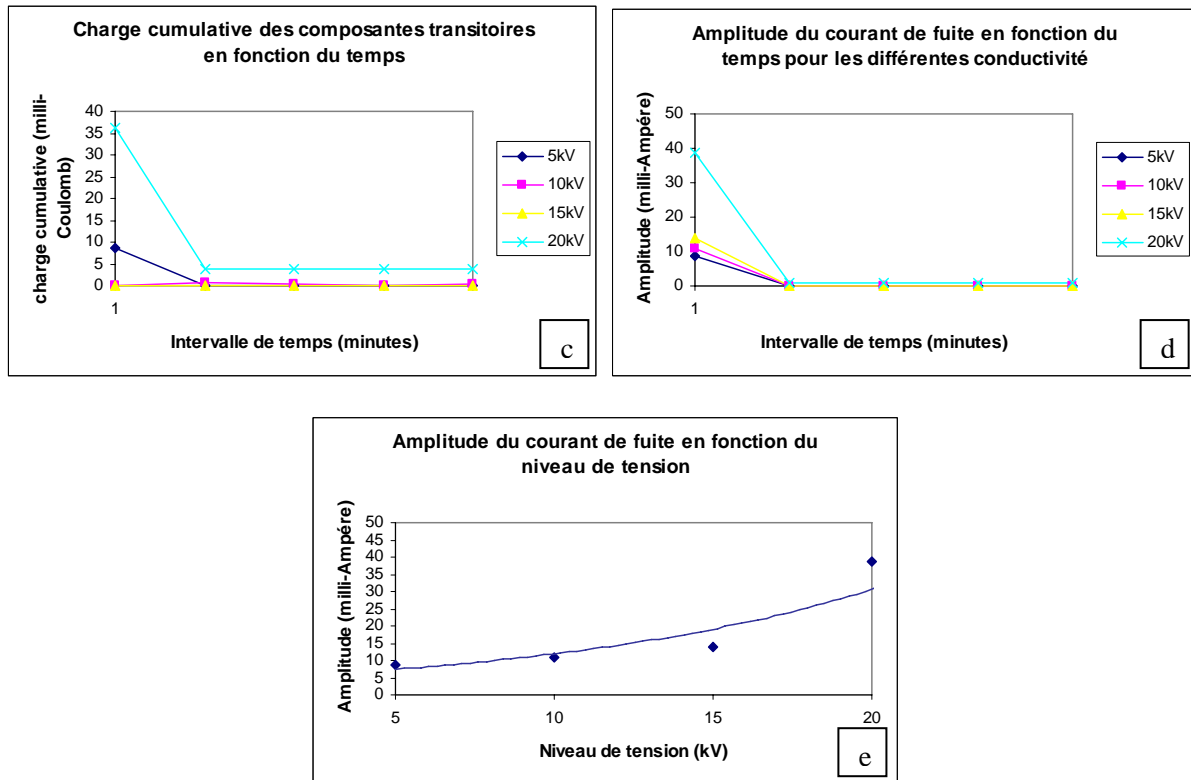 Charge cumulative des composantes transitoires
en fonction du temps
charge cumulative (milli-
Coulomb)
40
35
30
25
20
15
10
5
0
1
Intervalle de temps (minutes)
5kV
10kV
15kV
20kV
c
Amplitude du courant de fuite en fonction du
temps pour les différentes conductivité
Amplitude (milli-Ampére)
50
40
30
20
10
0
1
Intervalle de temps (minutes)
5kV
10kV
15kV
20kV
d
Amplitude du courant de fuite en fonction du
niveau de tension
Amplitude (milli-Ampére)
50
45
40
35
30
25
20
15
10
5
0
5
10
15
20
Niveau de tension (kV)
e